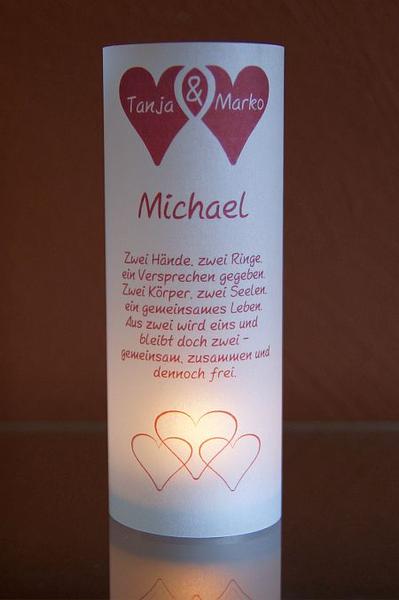 Tanja & Marko
Michael
Zwei Hände, zwei Ringe,
ein Versprechen gegeben.
Zwei Körper, zwei Seelen,
ein gemeinsames Leben.
Aus zwei wird eins und
bleibt doch zwei –
gemeinsam, zusammen und
dennoch frei.